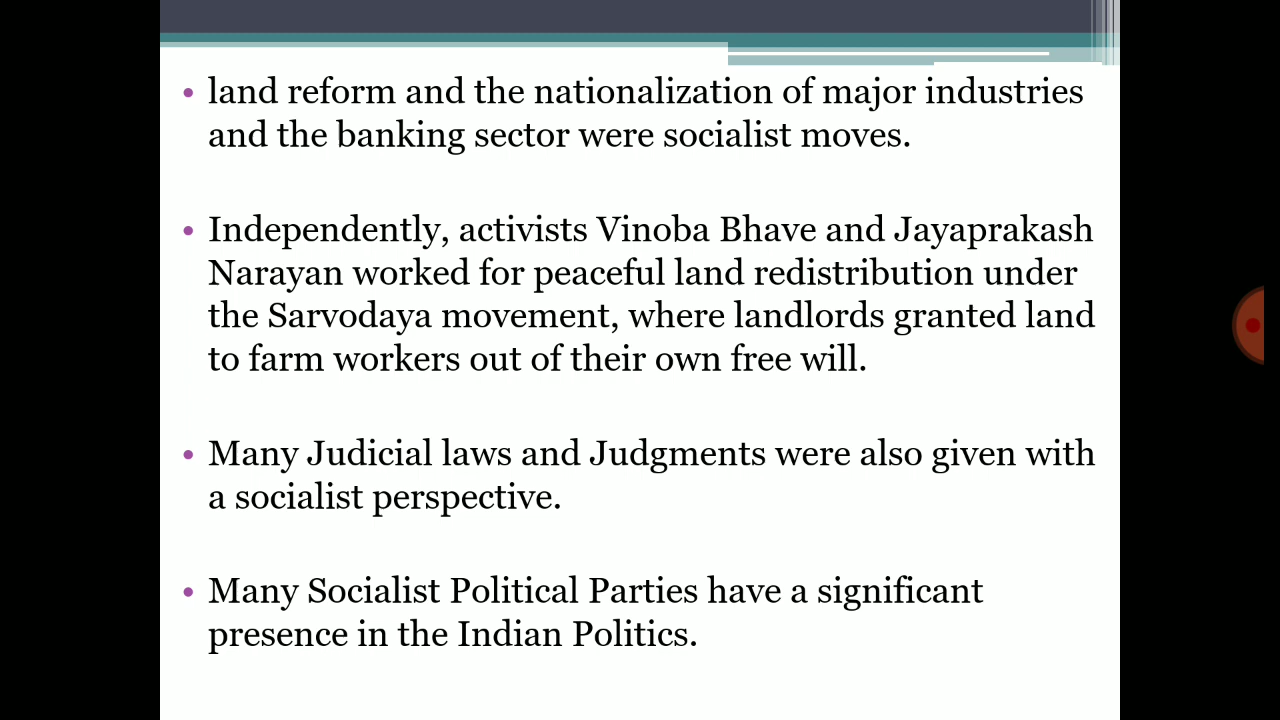 • land reform and the nationalization of major industries
and the banking sector were socialist moves.
• Independently, activists Vinoba Bhave and Jayaprakash
Narayan worked for peaceful land redistribution under
the Sarvodaya movement, where landlords granted land
to farm workers out of their own free will.
• Many Judicial laws and Judgments were also given with
a socialist perspective.
• Many Socialist Political Parties have a significant
presence in the Indian Politics.